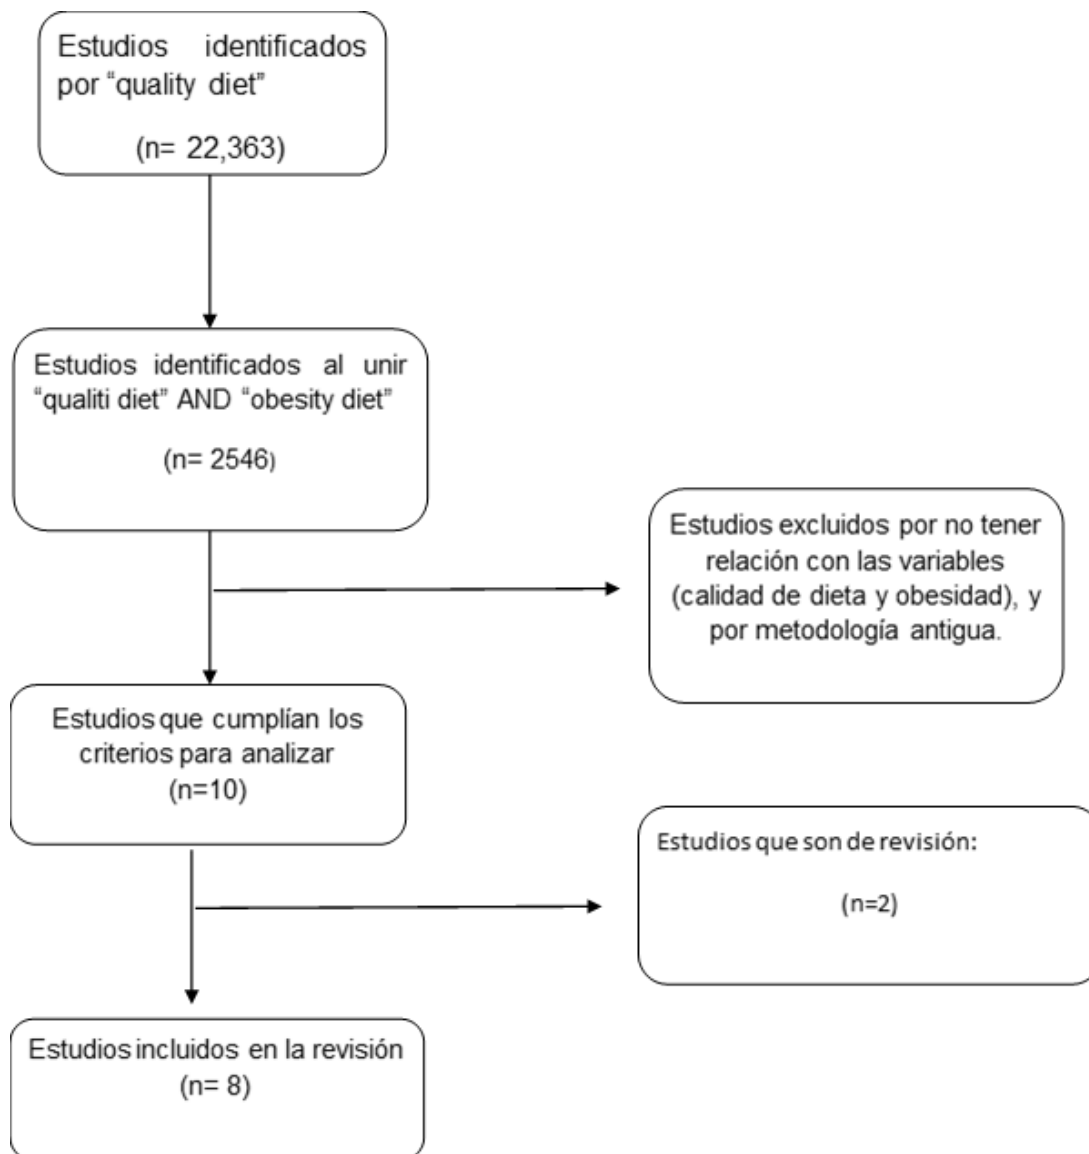 Estudios identificados
por “quality diet”
(n= 22,363)
Estudios identificados al unir
“qualiti diet” AND “obesity diet”
(n= 2546)
Estudios excluidos por no tener
relación con las variables
(calidad de dieta y obesidad), y
por metodología antigua.
Estudios que cumplían los
criterios para analizar
(n=10)
Estudios que son de revisión:
(n=2)
Estudios incluidos en la revisión
(n= 8)